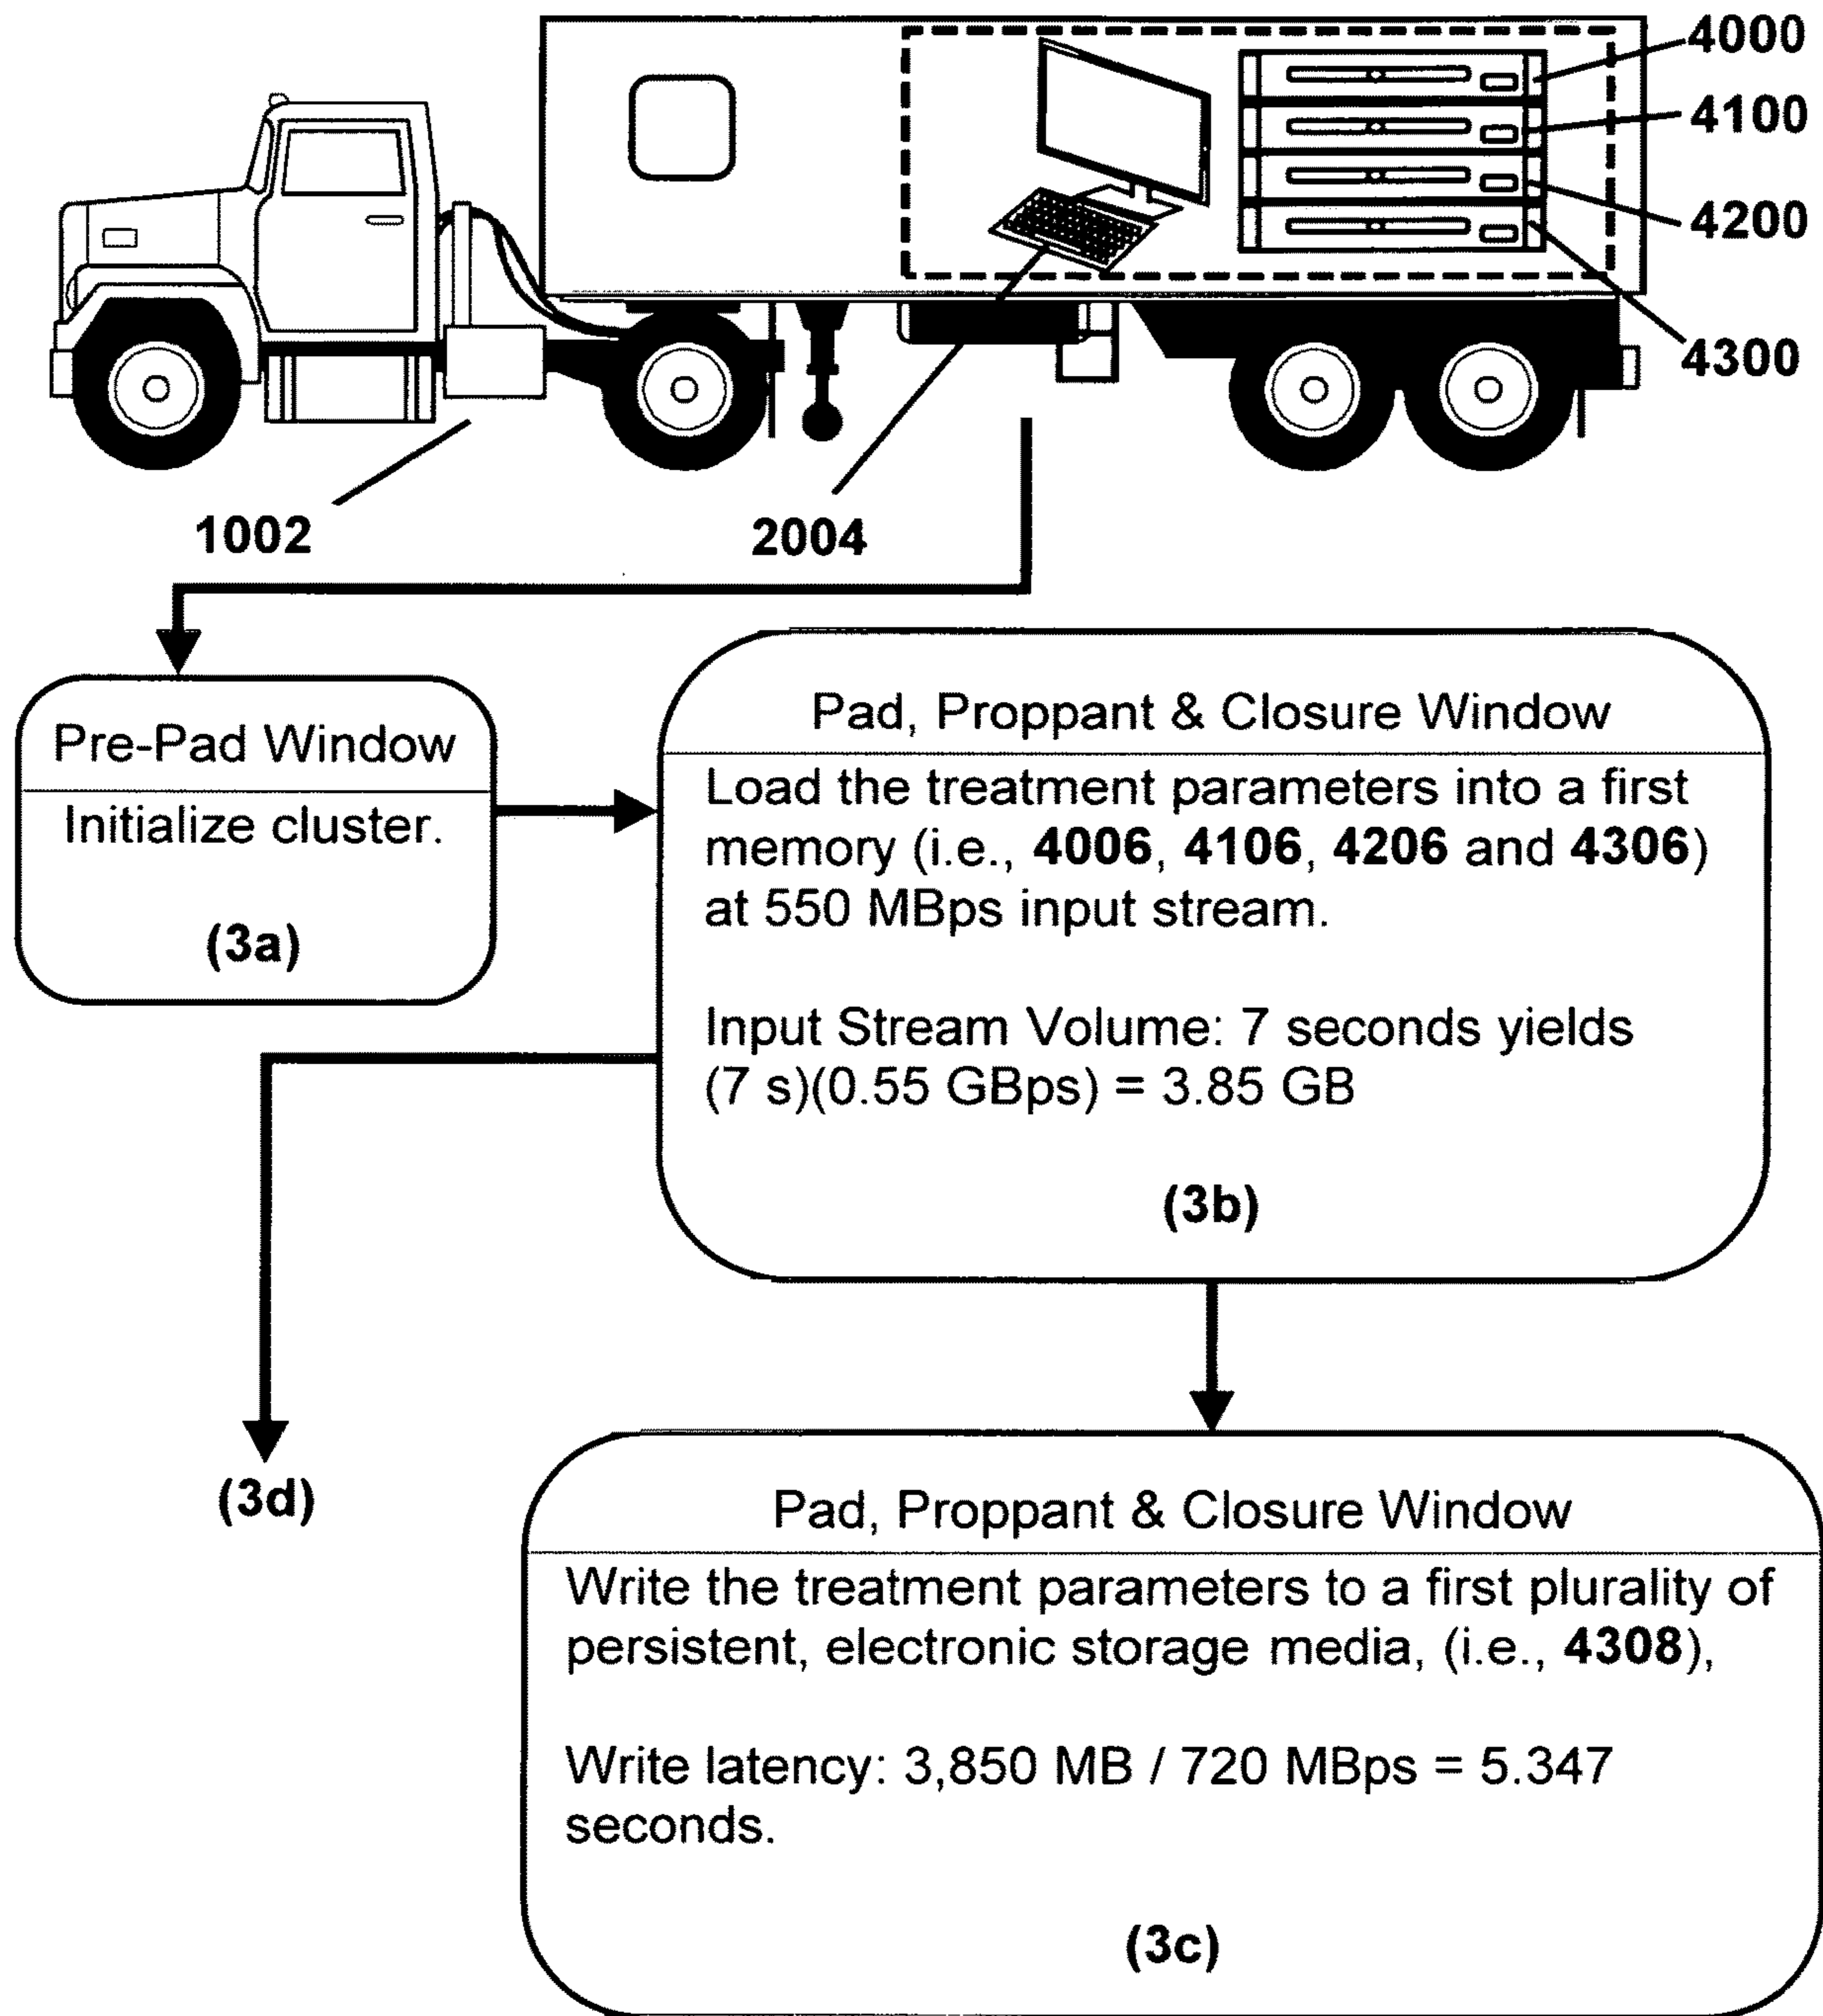 4000
4100
4200
4300
1002
2004
Pre-Pad Window
Initialize cluster.
(3a)
Pad, Proppant & Closure Window
Load the treatment parameters into a first
memory (i.e., 4006, 4106, 4206 and 4306)
at 550 MBps input stream.
Input Stream Volume: 7 seconds yields
(7 s)(0.55 GBps) = 3.85 GB
(3b)
(3d)
Pad, Proppant & Closure Window
Write the treatment parameters to a first plurality of
persistent, electronic storage media, (i.e., 4308),
Write latency: 3,850 MB / 720 MBps = 5.347
seconds.
(3c)